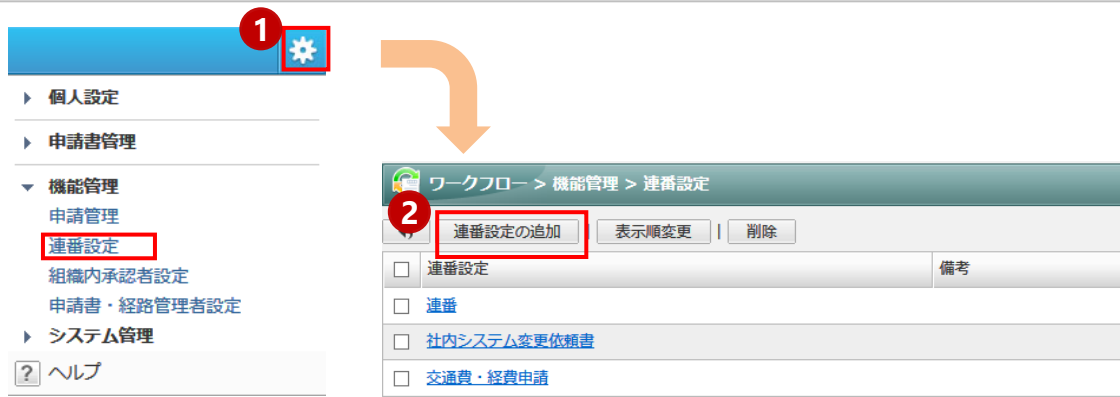 1
個人設定
申請書管理
機能管理
申請管理
連番設定
組織内承認者設定
申請書・経路管理者設定
システム管理
? ヘルプ
ワークフロー > 機能管理 > 連番設定
2
連番設定の追加 | 表示順変更 | 削除
連番設定 備考
連番
社内システム変更依頼書
交通費・経費申請